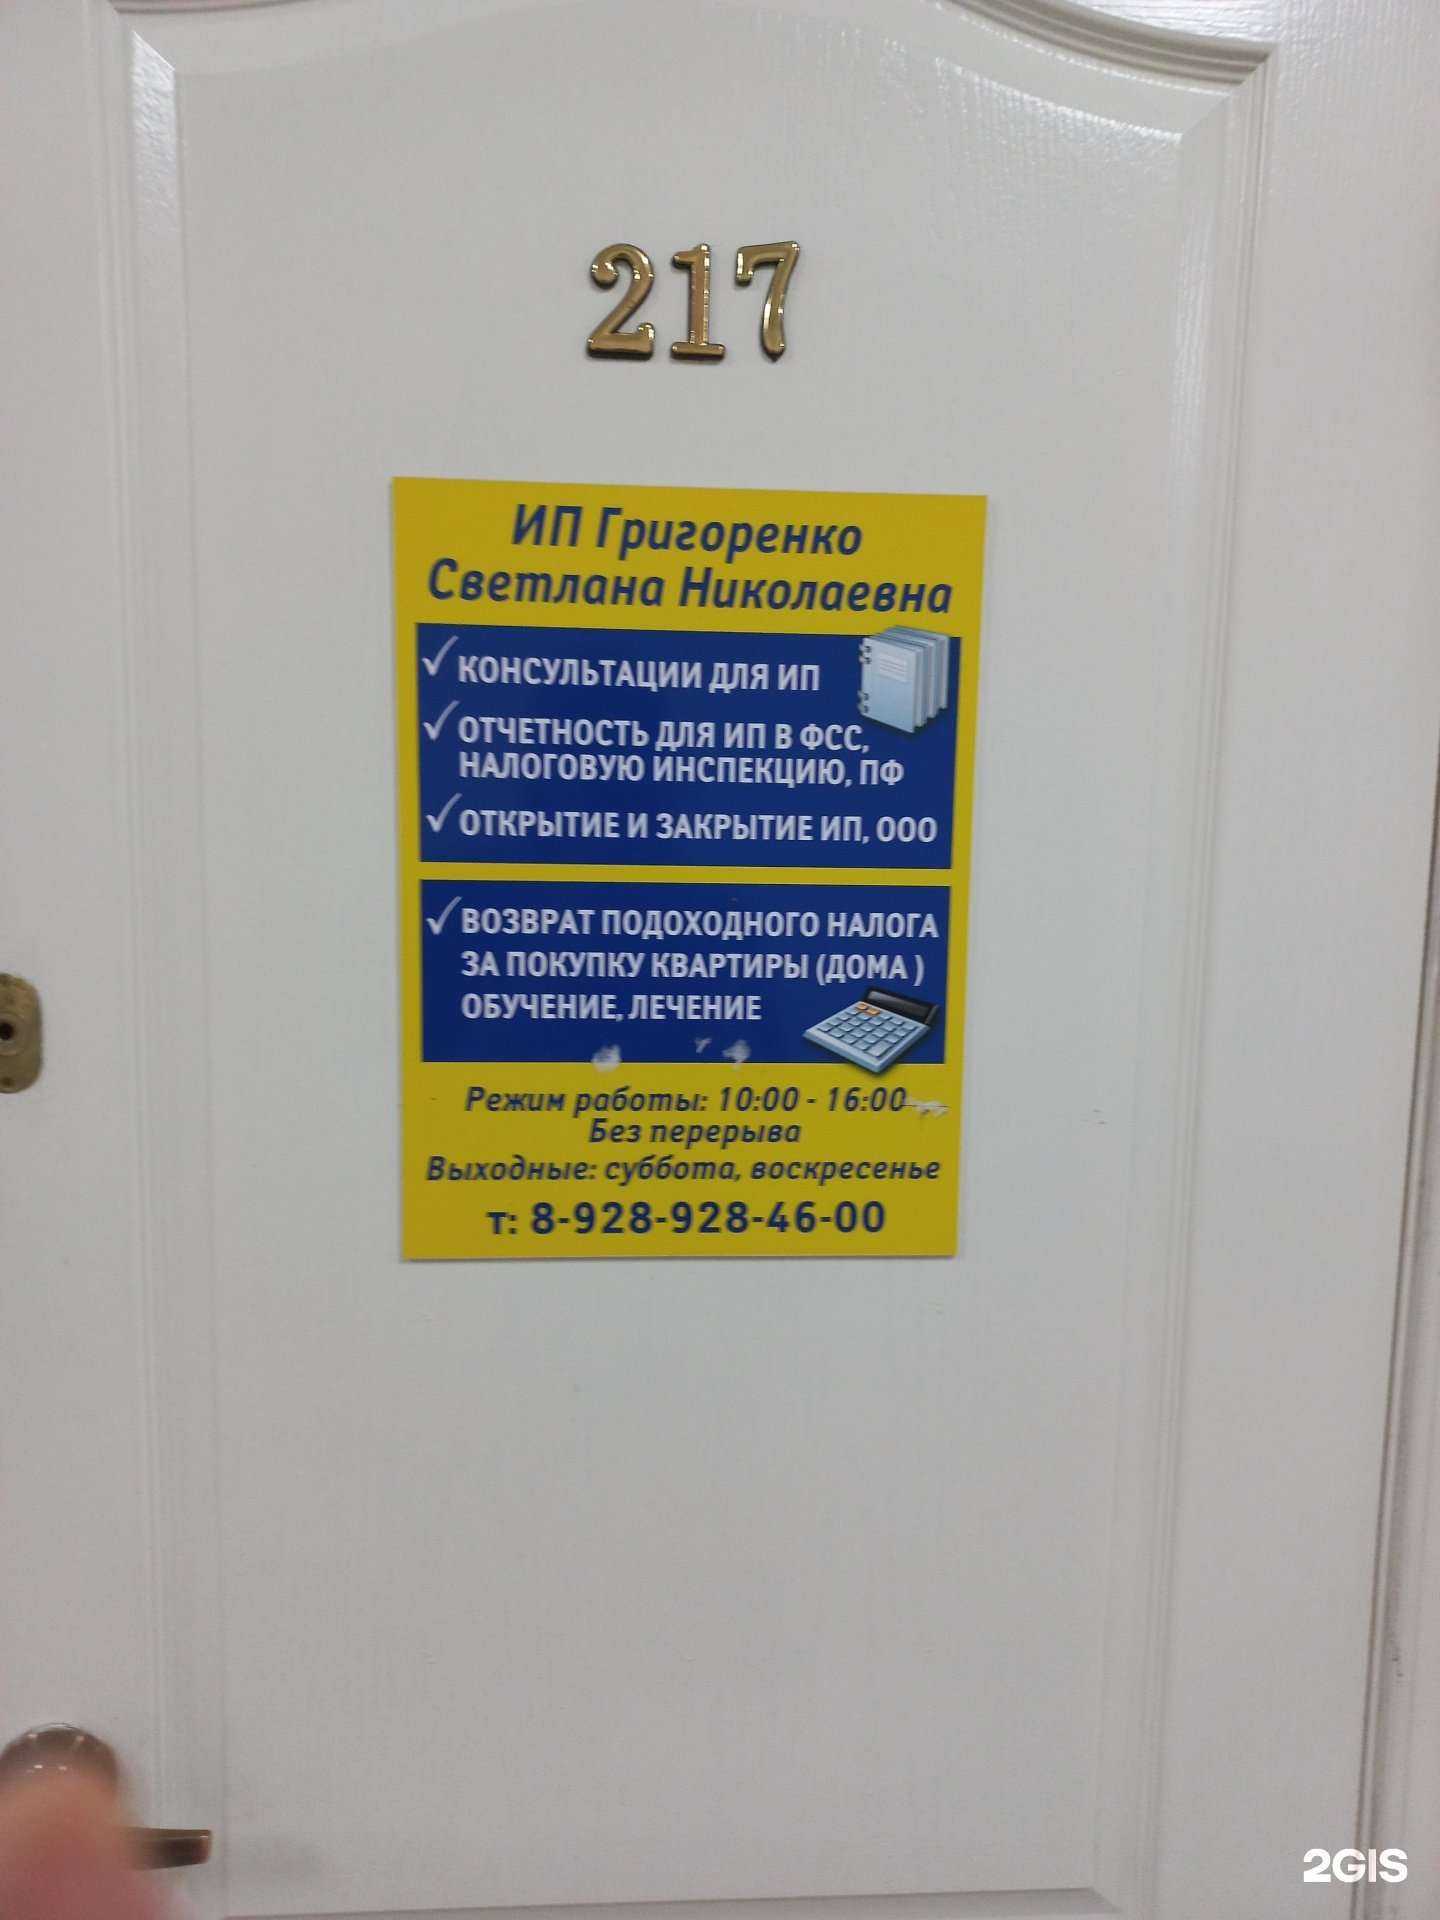 217
ИП Григоренко
Светлана Николаевна
✓ КОНСУЛЬТАЦИИ ДЛЯ ИП
✓ ОТЧЕТНОСТЬ ДЛЯ ИП В ФСС,
НАЛОГОВУЮ ИНСПЕКЦИЮ, ПФ
✓ ОТКРЫТИЕ И ЗАКРЫТИЕ ИП, ООО
✓ ВОЗВРАТ ПОДОХОДНОГО НАЛОГА
ЗА ПОКУПКУ КВАРТИРЫ (ДОМА )
ОБУЧЕНИЕ, ЛЕЧЕНИЕ
Режим работы: 10:00 - 16:00
Без перерыва
Выходные: суббота, воскресенье
т: 8-928-928-46-00
2GIS